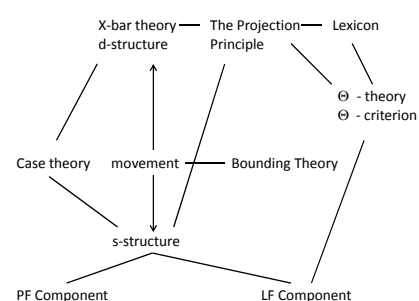 X-bar theory The Projection Lexicon
d-structure Principle
Θ - theory
Θ - criterion
Case theory movement Bounding Theory
s-structure
PF Component LF Component